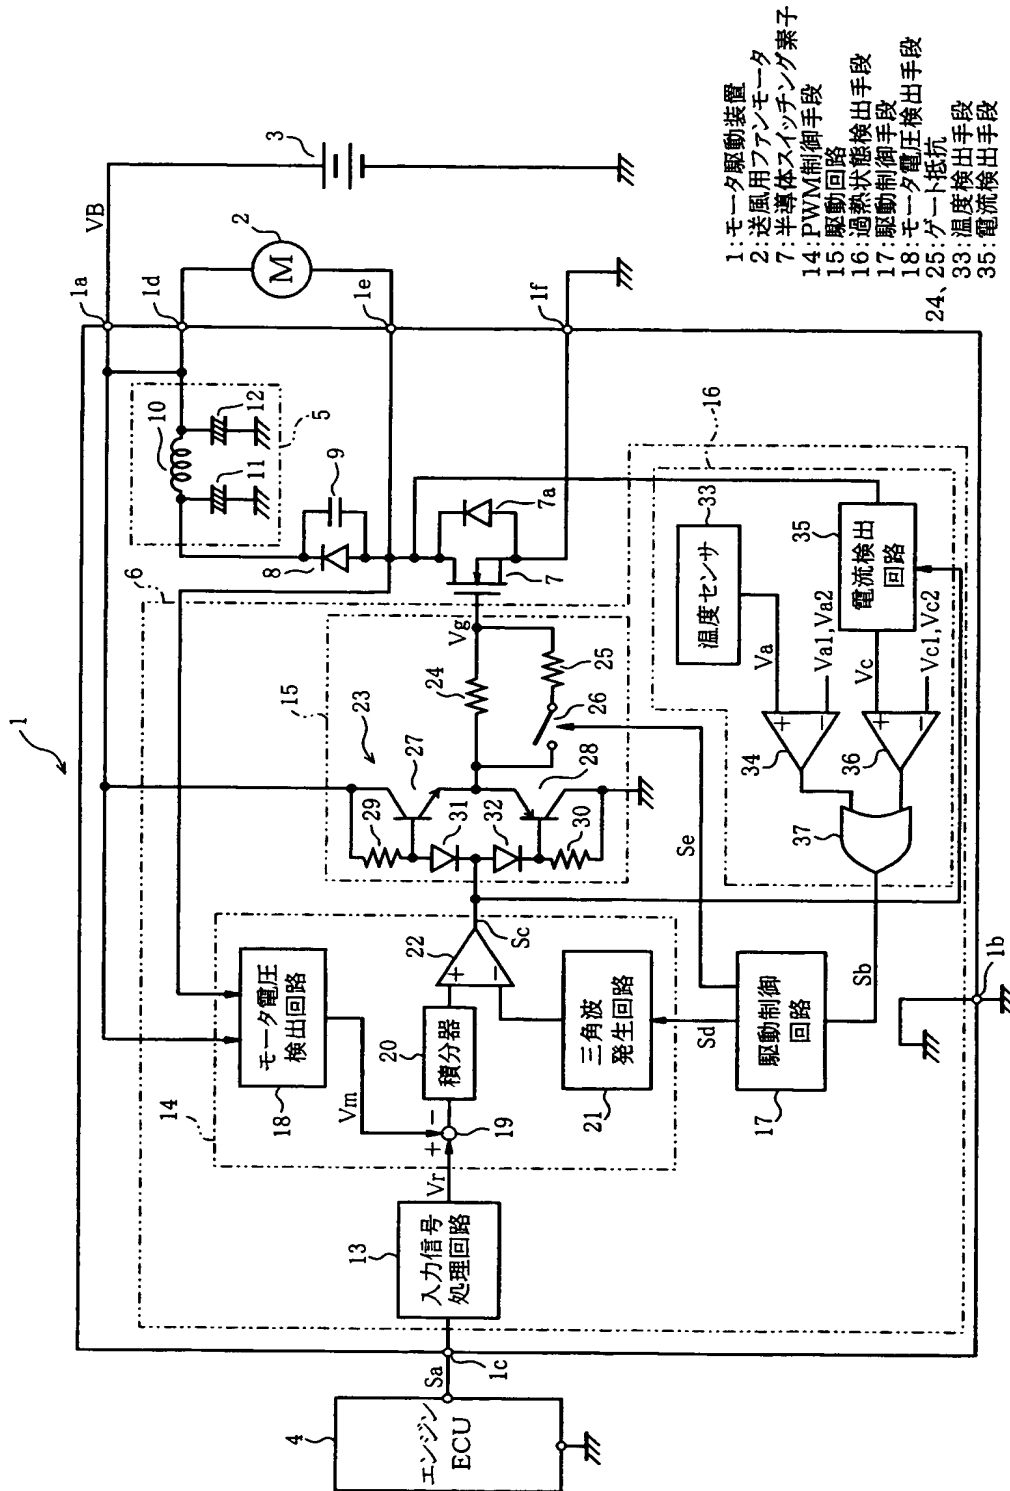 1
VB
3
1a
2
M
1d
1e
1f
10
12
11
5
9
8
6
7a
7
16
33
温度センサ
35
電流検出
回路
Va
Va1,Va2
Vc
Vc1,Vc2
34
36
37
15
23
24
25
26
27
28
29
30
31
32
Vg
Se
Sc
22
+
−
+
−
+
−
14
モータ電圧
検出回路
18
Vm
20
積分器
19
+
−
Vr
三角波
発生回路
21
Sd
駆動制御
回路
17
Sb
1b
13
入力信号
処理回路
Sa
1c
4
エンジン
ECU
1:モータ駆動装置
2:送風用ファンモータ
7:半導体スイッチング素子
14:PWM制御手段
15:駆動回路
16:過熱状態検出手段
17:駆動制御手段
18:モータ電圧検出手段
24、25:ゲート抵抗
33:温度検出手段
35:電流検出手段